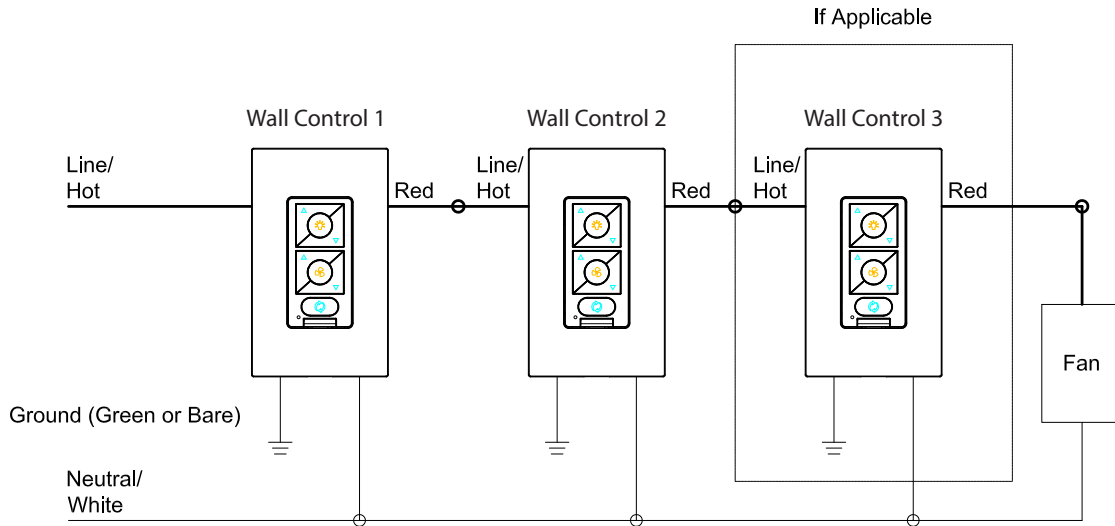 If Applicable
Wall Control 1
Wall Control 2
Wall Control 3
Line/
Hot
Red
Line/
Hot
Red
Line/
Hot
Red
Fan
Ground (Green or Bare)
Neutral/
White